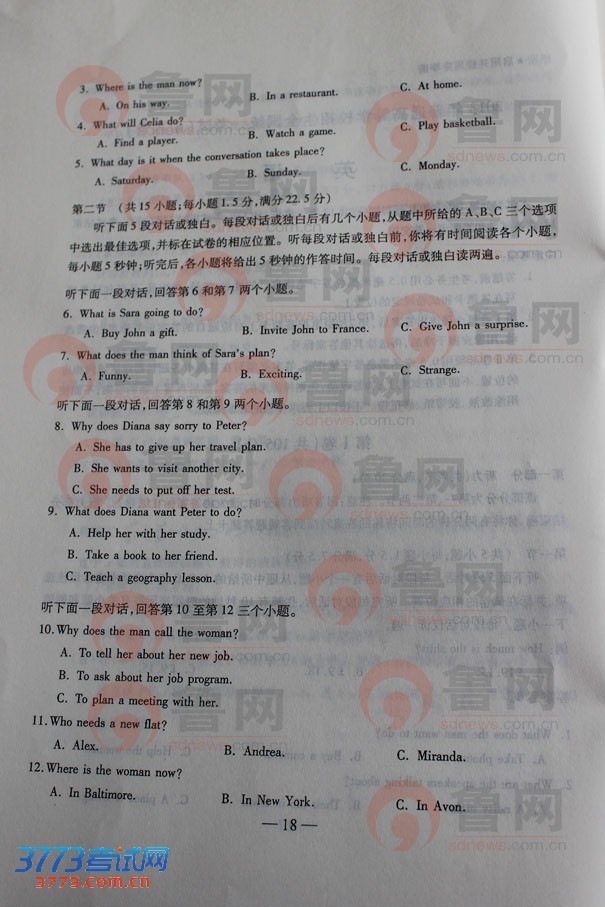 3. Where is the man now?
A. On his way. B. In a restaurant. C. At home.
4. What will Celia do?
A. Find a player. B. Watch a game. C. Play basketball.
5. What day is it when the conversation takes place?
A. Saturday. B. Sunday. C. Monday.
第二节 (共15小题;每小题1.5分,满分22.5分)
听下面5段对话或独白。每段对话或独白后有几个小题,从题中所给的A、B、C三个选项
中选出最佳选项,并标在试卷的相应位置。听每段对话或独白前,你将有时间阅读各个小题,
每小题5秒钟;听完后,各小题将给出5秒钟的作答时间。每段对话或独白读两遍。
听下面一段对话,回答第6和第7两个小题。
6. What is Sara going to do?
A. Buy John a gift. B. Invite John to France. C. Give John a surprise.
7. What does the man think of Sara's plan?
A. Funny. B. Exciting. C. Strange.
听下面一段对话,回答第8和第9两个小题。
8. Why does Diana say sorry to Peter?
A. She has to give up her travel plan.
B. She wants to visit another city.
C. She needs to put off her test.
9. What does Diana want Peter to do?
A. Help her with her study.
B. Take a book to her friend.
C. Teach a geography lesson.
听下面一段对话,回答第10至第12三个小题。
10. Why does the man call the woman?
A. To tell her about her new job.
B. To ask about her job program.
C. To plan a meeting with her.
11. Who needs a new flat?
A. Alex. B. Andrea. C. Miranda.
12. Where is the woman now?
A. In Baltimore. B. In New York. C. In Avon.
— 18 —
鲁网
sdnews.com.cn
3773考试网
3773.com.cn